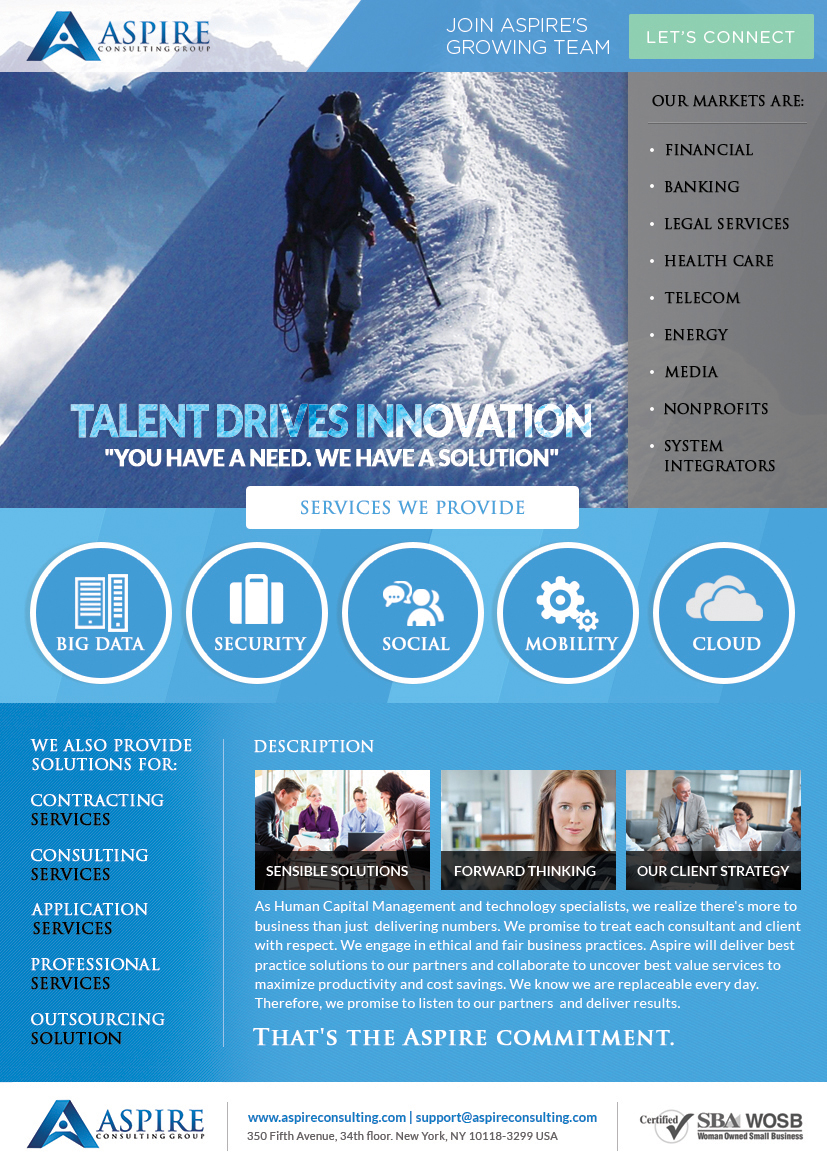 ASPIRE
CONSULTING GROUP
JOIN ASPIRE'S
GROWING TEAM
LET'S CONNECT
OUR MARKETS ARE:
• FINANCIAL
• BANKING
• LEGAL SERVICES
• HEALTH CARE
• TELECOM
• ENERGY
• MEDIA
• NONPROFITS
• SYSTEM
INTEGRATORS
TALENT DRIVES INNOVATION
"YOU HAVE A NEED. WE HAVE A SOLUTION"
SERVICES WE PROVIDE
BIG DATA
SECURITY
SOCIAL
MOBILITY
CLOUD
WE ALSO PROVIDE
SOLUTIONS FOR:
CONTRACTING
SERVICES
CONSULTING
SERVICES
APPLICATION
SERVICES
PROFESSIONAL
SERVICES
OUTSOURCING
SOLUTION
DESCRIPTION
SENSIBLE SOLUTIONS
FORWARD THINKING
OUR CLIENT STRATEGY
As Human Capital Management and technology specialists, we realize there's more to
business than just delivering numbers. We promise to treat each consultant and client
with respect. We engage in ethical and fair business practices. Aspire will deliver best
practice solutions to our partners and collaborate to uncover best value services to
maximize productivity and cost savings. We know we are replaceable every day.
Therefore, we promise to listen to our partners and deliver results.
THAT'S THE ASPIRE COMMITMENT.
ASPIRE
CONSULTING GROUP
www.aspireconsulting.com | support@aspireconsulting.com
350 Fifth Avenue, 34th floor. New York, NY 10118-3299 USA
Certified SBA WOSB
Woman Owned Small Business